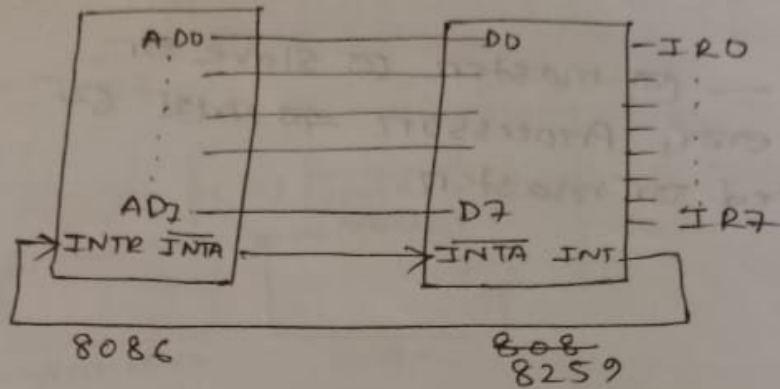 AD0 D0 IR0
AD7 D7 IR7
INTR INTA INTA INT
8086 808
8259